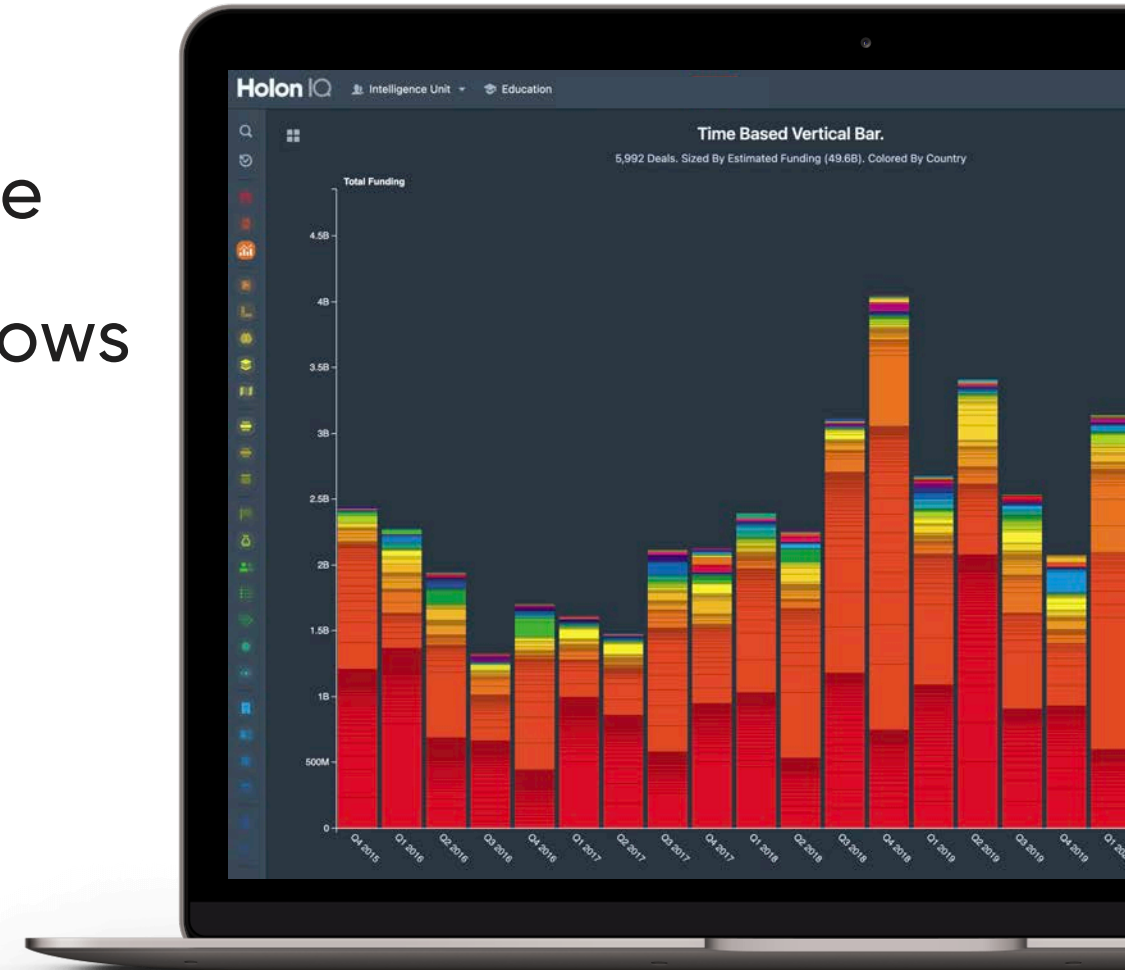 e
ows
Holon IQ
Intelligence Unit
Education
Time Based Vertical Bar.
5,992 Deals. Sized By Estimated Funding (49.6B). Colored By Country
Total Funding
4.5B
4B
3.5B
3B
2.5B
2B
1.5B
1B
500M
0
Q4 2015
Q1 2016
Q2 2016
Q3 2016
Q4 2016
Q1 2017
Q2 2017
Q3 2017
Q4 2017
Q1 2018
Q2 2018
Q3 2018
Q4 2018
Q1 2019
Q2 2019
Q3 2019
Q4 2019
Q1 202